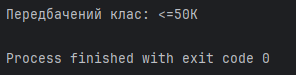 Передбачений клас: <=50K
Process finished with exit code 0